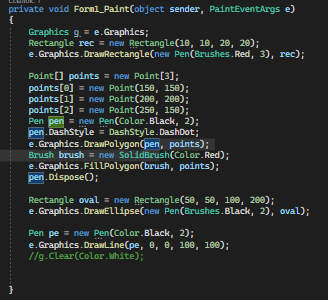 private void Form1_Paint(object sender, PaintEventArgs e)
{
Graphics g = e.Graphics;
Rectangle rec = new Rectangle(10, 10, 20, 20);
e.Graphics.DrawRectangle(new Pen(Brushes.Red, 3), rec);
Point[] points = new Point[3];
points[0] = new Point(150, 150);
points[1] = new Point(200, 200);
points[2] = new Point(250, 150);
Pen pen = new Pen(Color.Black, 2);
pen.DashStyle = DashStyle.DashDot;
e.Graphics.DrawPolygon(pen, points);
Brush brush = new SolidBrush(Color.Red);
e.Graphics.FillPolygon(brush, points);
pen.Dispose();
Rectangle oval = new Rectangle(50, 50, 100, 200);
e.Graphics.DrawEllipse(new Pen(Brushes.Black, 2), oval);
Pen pe = new Pen(Color.Black, 2);
e.Graphics.DrawLine(pe, 0, 0, 100, 100);
//g.Clear(Color.White);
}